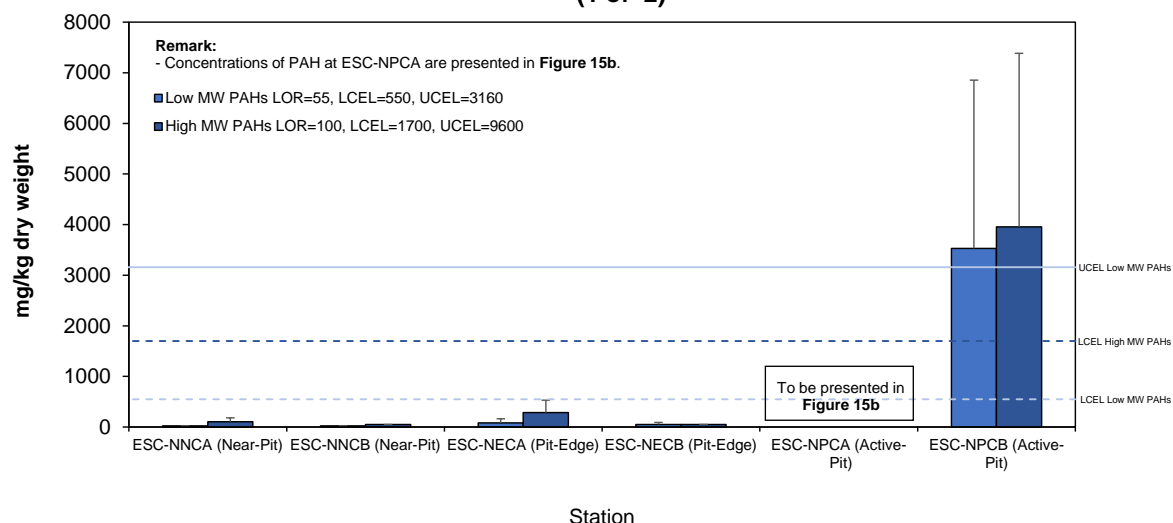 8000
7000
6000
5000
4000
3000
2000
1000
0
mg/kg dry weight
Remark:
- Concentrations of PAH at ESC-NPCA are presented in Figure 15b.
Low MW PAHs LOR=55, LCEL=550, UCEL=3160
High MW PAHs LOR=100, LCEL=1700, UCEL=9600
UCEL Low MW PAHs
LCEL High MW PAHs
LCEL Low MW PAHs
To be presented in
Figure 15b
ESC-NNCA (Near-Pit)
ESC-NNCB (Near-Pit)
ESC-NECA (Pit-Edge)
ESC-NECB (Pit-Edge)
ESC-NPCA (Active-
Pit)
ESC-NPCB (Active-
Pit)
Station